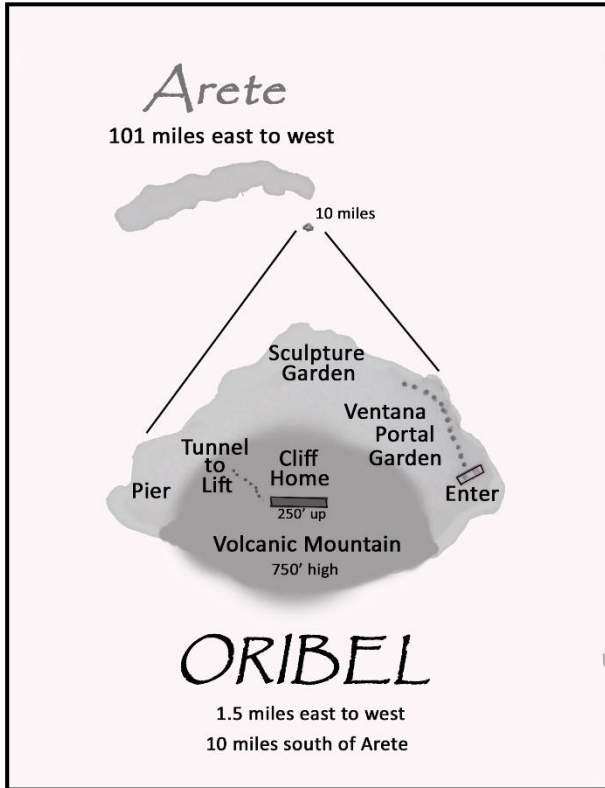 Arete
101 miles east to west
10 miles
Sculpture
Garden
Ventana
Portal
Garden
Tunnel
to
Lift
Cliff
Home
Pier
Enter
250' up
Volcanic Mountain
750' high
ORIBEL
1.5 miles east to west
10 miles south of Arete